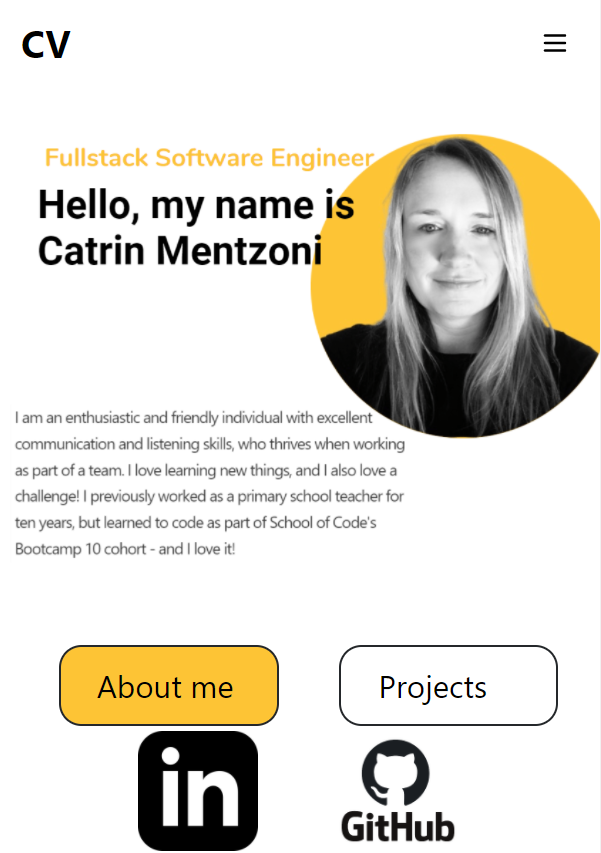 CV
Fullstack Software Engineer
Hello, my name is
Catrin Mentzoni
I am an enthusiastic and friendly individual with excellent
communication and listening skills, who thrives when working
as part of a team. I love learning new things, and I also love a
challenge! I previously worked as a primary school teacher for
ten years, but learned to code as part of School of Code's
Bootcamp 10 cohort - and I love it!
About me
Projects
in
GitHub